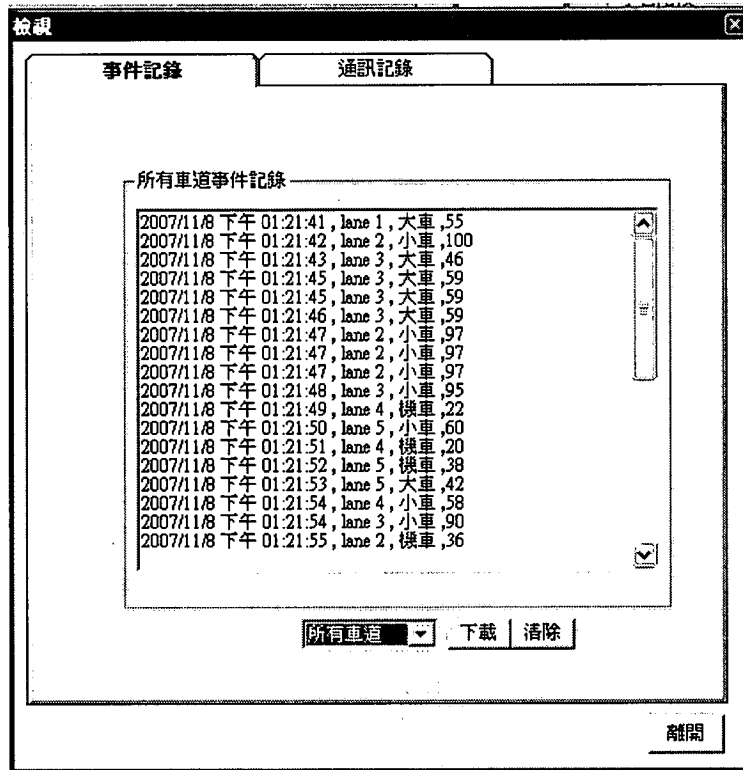 檢視
事件記錄
通訊記錄
所有車道事件記錄
2007/11/8 下午 01:21:41 , lane 1 , 大車 ,55
2007/11/8 下午 01:21:42 , lane 2 , 小車 ,100
2007/11/8 下午 01:21:43 , lane 3 , 大車 ,46
2007/11/8 下午 01:21:45 , lane 3 , 大車 ,59
2007/11/8 下午 01:21:45 , lane 3 , 大車 ,59
2007/11/8 下午 01:21:46 , lane 3 , 大車 ,59
2007/11/8 下午 01:21:47 , lane 2 , 小車 ,97
2007/11/8 下午 01:21:47 , lane 2 , 小車 ,97
2007/11/8 下午 01:21:47 , lane 2 , 小車 ,97
2007/11/8 下午 01:21:48 , lane 3 , 小車 ,95
2007/11/8 下午 01:21:49 , lane 4 , 機車 ,22
2007/11/8 下午 01:21:50 , lane 5 , 小車 ,60
2007/11/8 下午 01:21:51 , lane 4 , 機車 ,20
2007/11/8 下午 01:21:52 , lane 5 , 機車 ,38
2007/11/8 下午 01:21:53 , lane 5 , 大車 ,42
2007/11/8 下午 01:21:54 , lane 4 , 小車 ,58
2007/11/8 下午 01:21:54 , lane 3 , 小車 ,90
2007/11/8 下午 01:21:55 , lane 2 , 機車 ,36
所有車道
下載
清除
離開